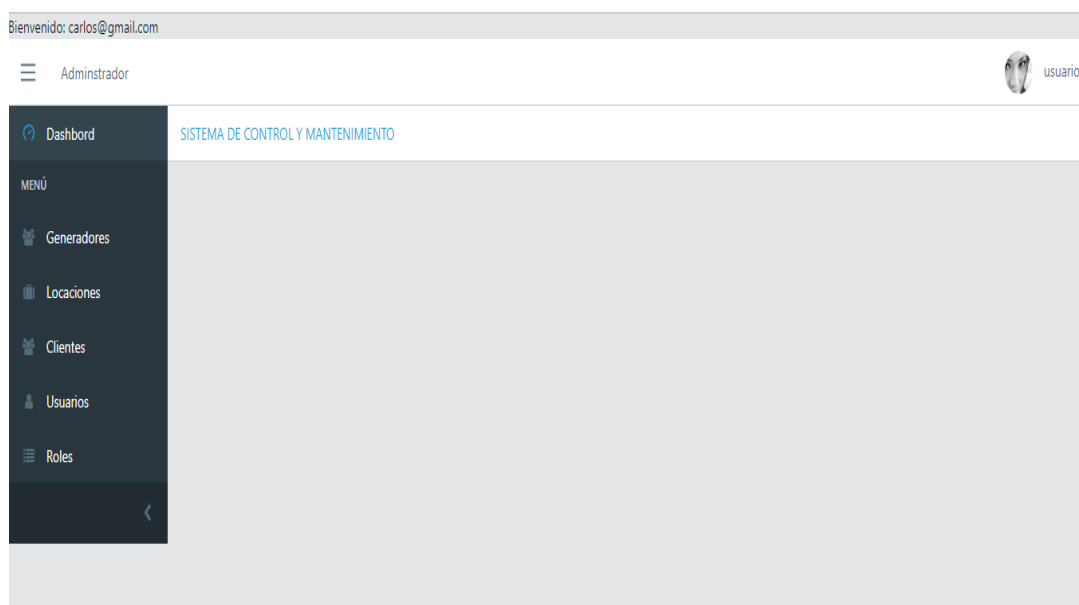 Bienvenido: carlos@gmail.com
Adminstrador
usuario
Dashbord
SISTEMA DE CONTROL Y MANTENIMIENTO
MENÚ
Generadores
Locaciones
Clientes
Usuarios
Roles